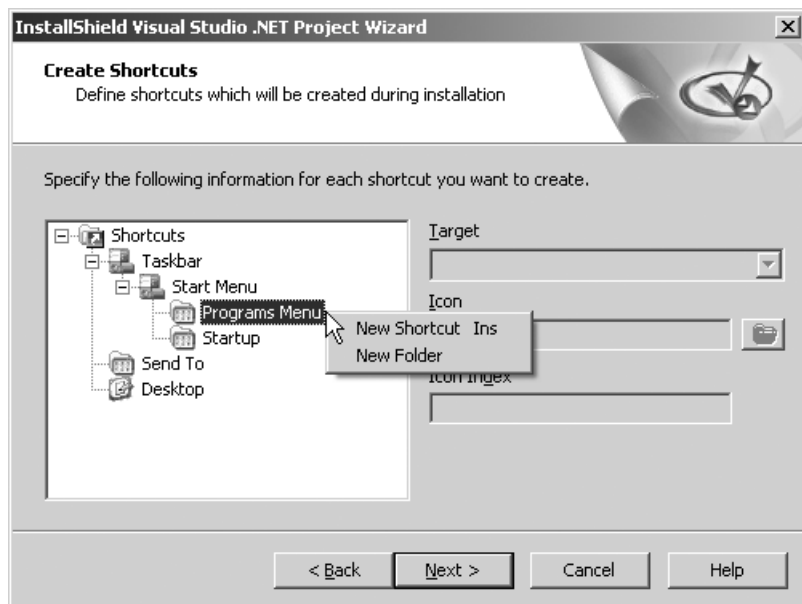 InstallShield Visual Studio .NET Project Wizard
Create Shortcuts
Define shortcuts which will be created during installation
Specify the following information for each shortcut you want to create.
Shortcuts
Taskbar
Start Menu
Programs Menu
Startup
Send To
Desktop
Target
Icon
New Shortcut Ins
New Folder
Icon Index
< Back
Next >
Cancel
Help